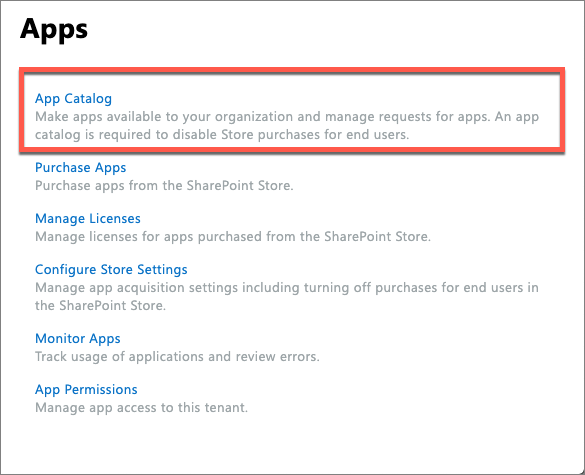 Apps
App Catalog
Make apps available to your organization and manage requests for apps. An app
catalog is required to disable Store purchases for end users.
Purchase Apps
Purchase apps from the SharePoint Store.
Manage Licenses
Manage licenses for apps purchased from the SharePoint Store.
Configure Store Settings
Manage app acquisition settings including turning off purchases for end users in
the SharePoint Store.
Monitor Apps
Track usage of applications and review errors.
App Permissions
Manage app access to this tenant.